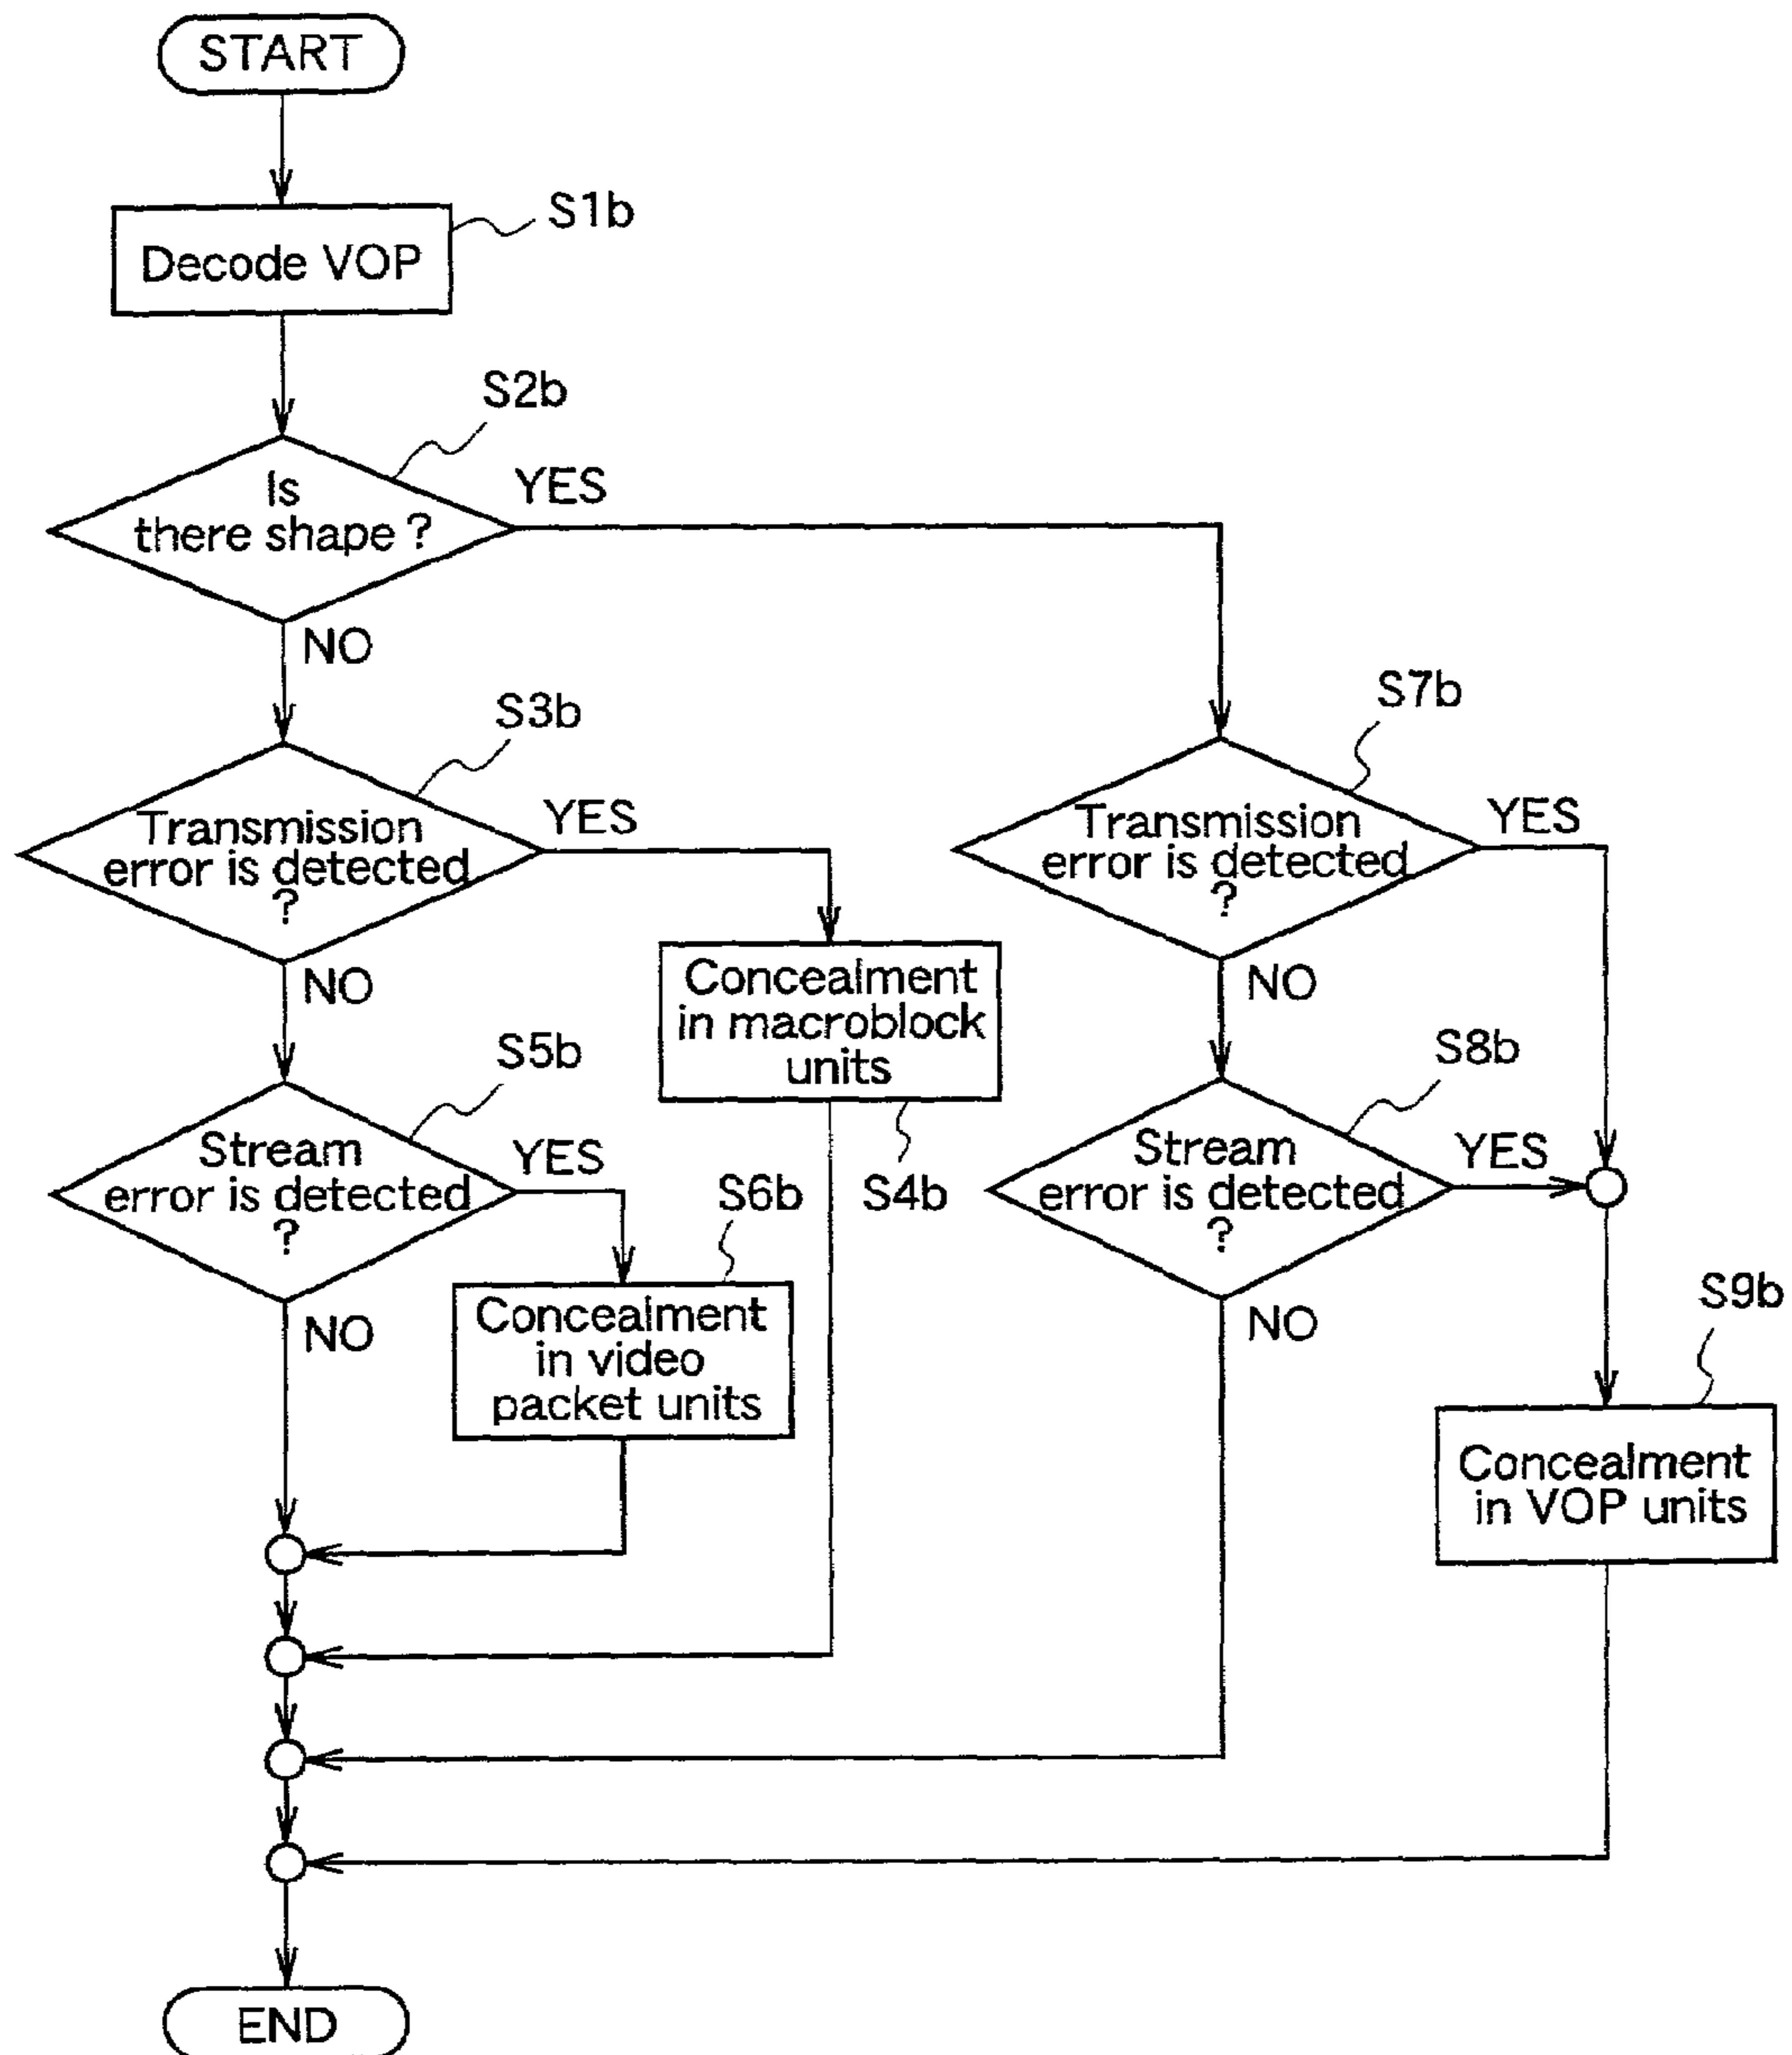 START
S1b
Decode VOP
S2b
Is
there shape ?
YES
NO
S3b
Transmission
error is detected
?
YES
NO
S7b
Transmission
error is detected
?
YES
NO
Concealment
in macroblock
units
S4b
S5b
Stream
error is detected
?
YES
NO
S6b
Concealment
in video
packet units
S8b
Stream
error is detected
?
YES
NO
S9b
Concealment
in VOP units
END